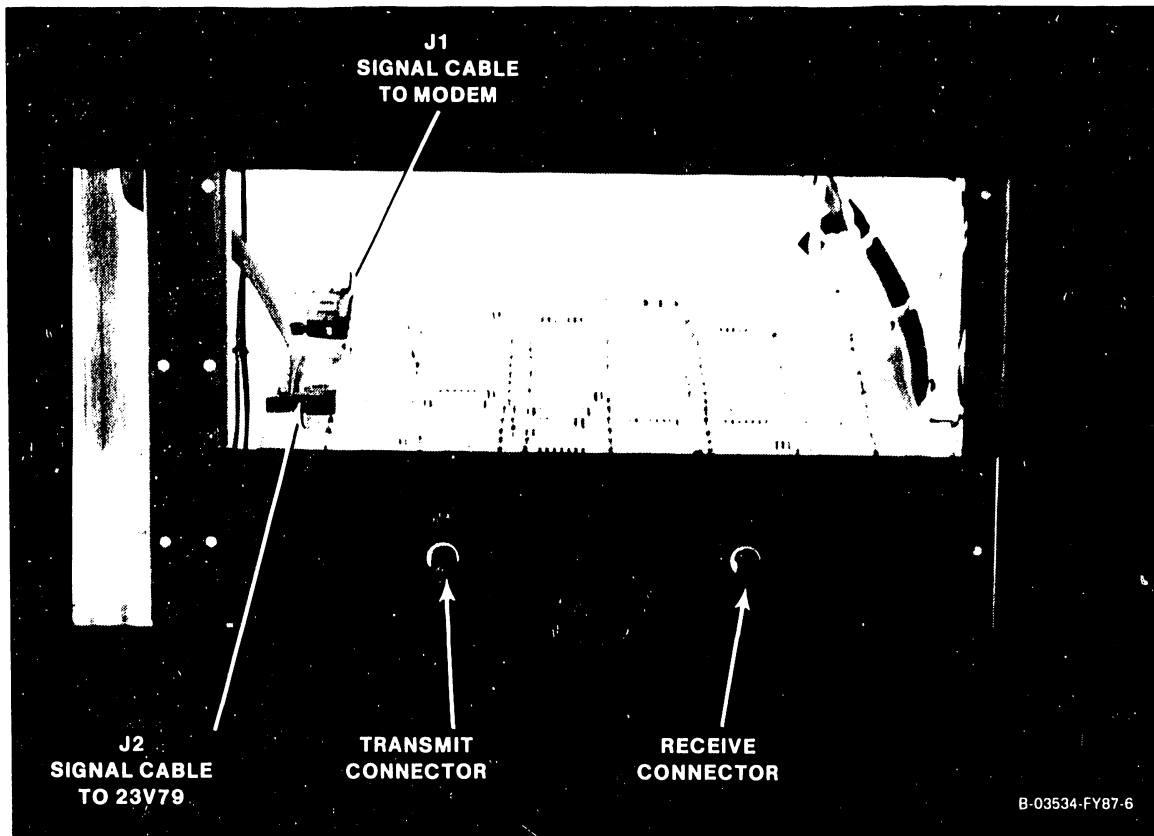 J1
SIGNAL CABLE
TO MODEM
J2
SIGNAL CABLE
TO 23V79
TRANSMIT
CONNECTOR
RECEIVE
CONNECTOR
B-03534-FY87-6